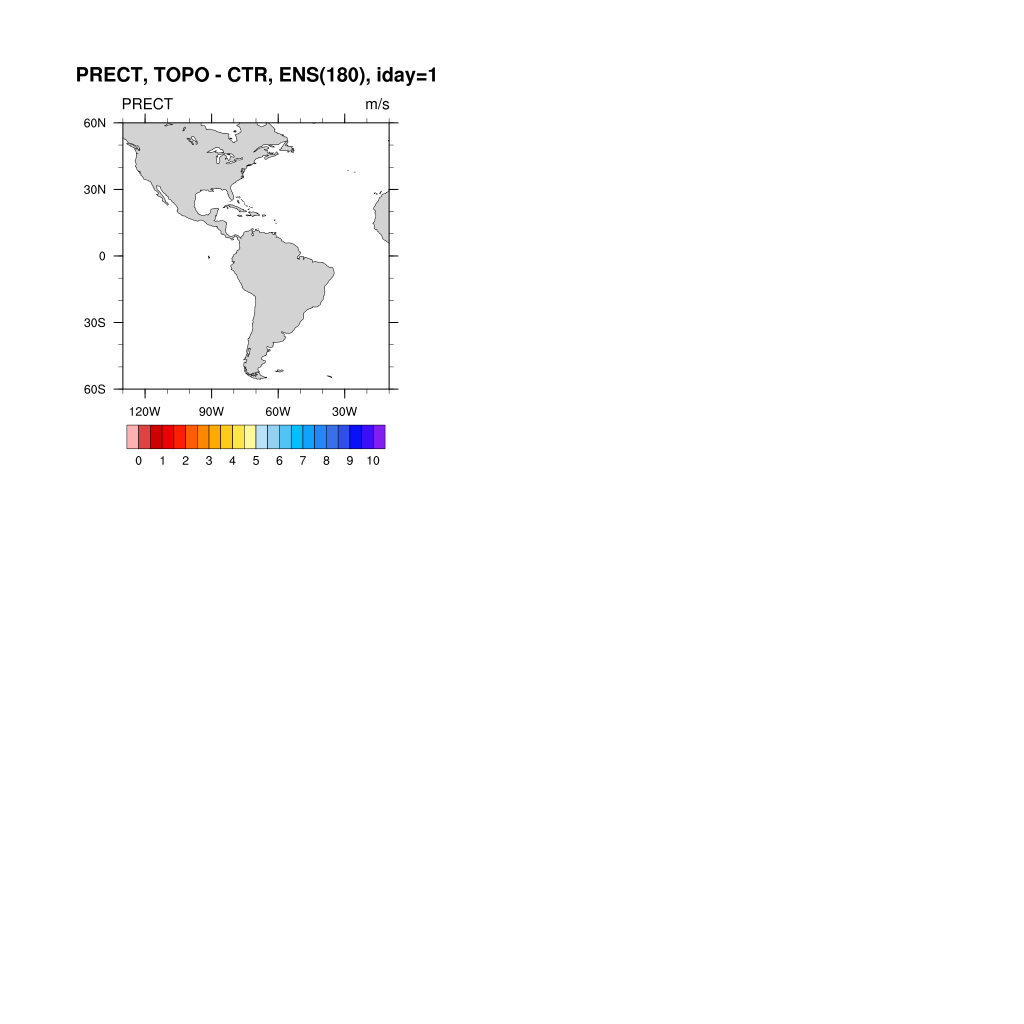 PRECT, TOPO - CTR, ENS(180), iday=1
PRECT m/s
60N
30N
0
30S
60S
120W 90W 60W 30W
0 1 2 3 4 5 6 7 8 9 10